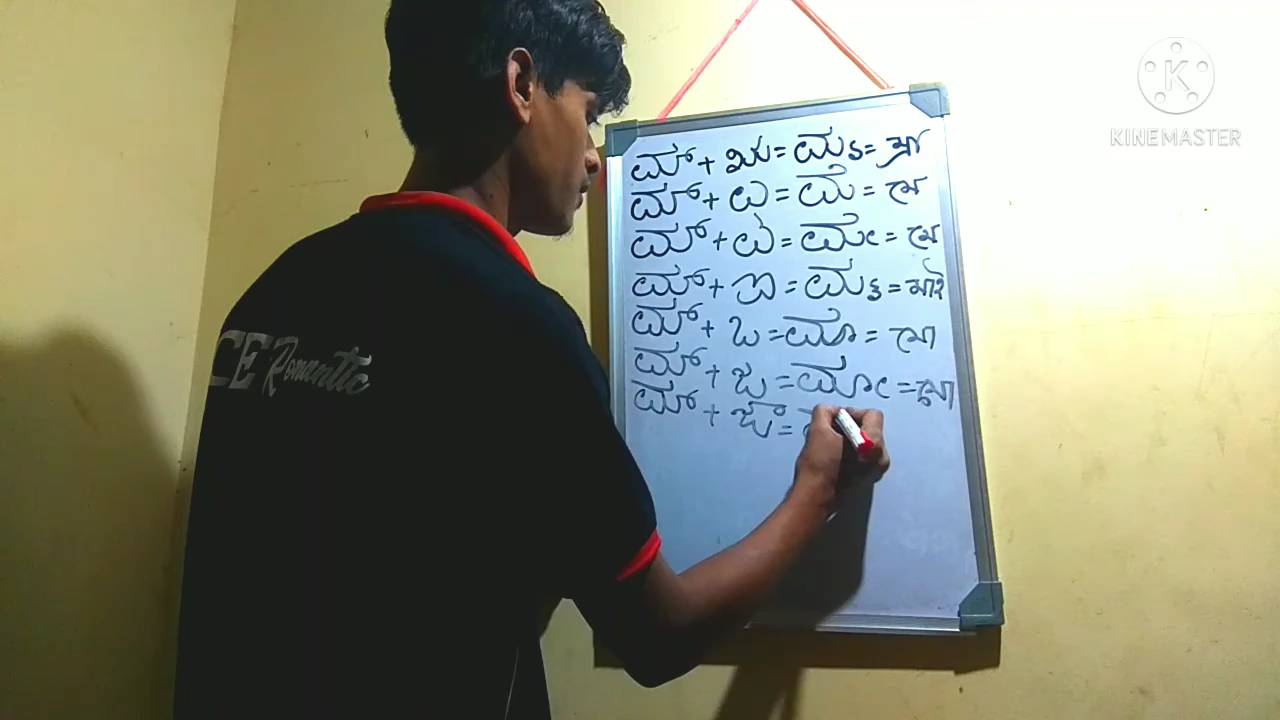 K
KINEMASTER
ಮ್ + ಋ = ಮೃ =
ಮ್ + ಎ = ಮೆ = মে
ಮ್ + ಏ = ಮೇ = মে
ಮ್ + ಐ = ಮೈ = মাই
ಮ್ + ಒ = ಮೊ = মো
ಮ್ + ಓ = ಮೋ = মো
ಮ್ + ಔ =
CE Romantic